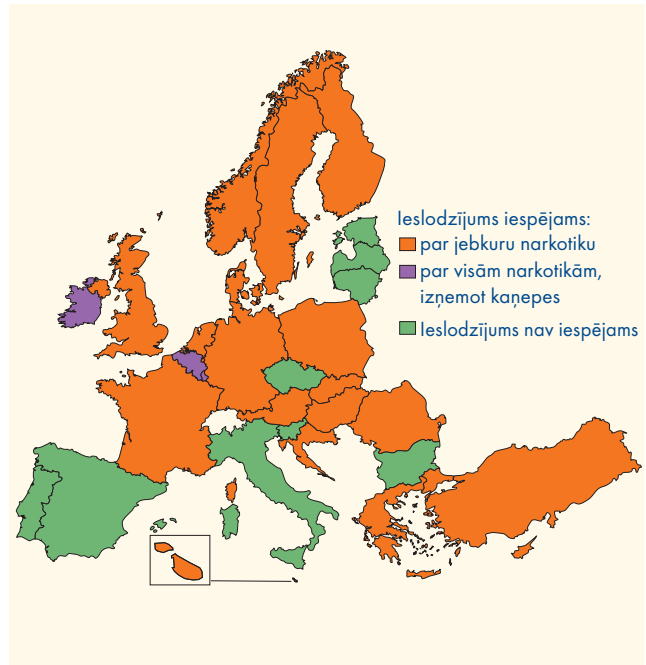 Ieslodzījums iespējams:
par jebkuru narkotiku
par visām narkotikām,
izņemot kaņepes
Ieslodzījums nav iespējams